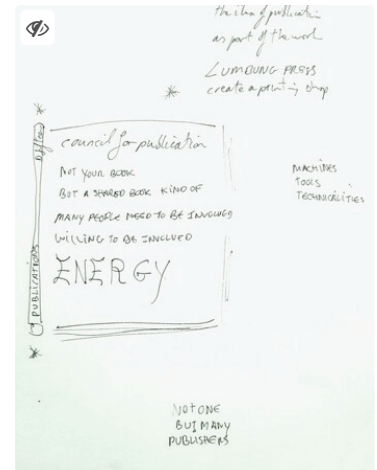 the idea of publication
as part of the work
LUMBUNG PRESS
create a printing shop
council for publication
NOT YOUR BOOK
BUT A SHARED BOOK KIND OF
MANY PEOPLE NEED TO BE INVOLVED
WILLING TO BE INVOLVED
ENERGY
PUBLICATIONS
MACHINES
TOOLS
TECHNICALITIES
NOT ONE
BUT MANY
PUBLISHERS